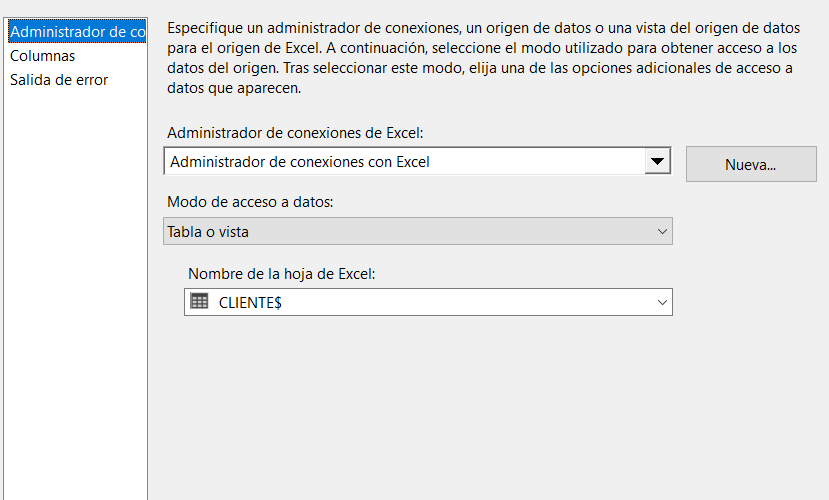 Administrador de co
Columnas
Salida de error
Especifique un administrador de conexiones, un origen de datos o una vista del origen de datos
para el origen de Excel. A continuación, seleccione el modo utilizado para obtener acceso a los
datos del origen. Tras seleccionar este modo, elija una de las opciones adicionales de acceso a
datos que aparecen.
Administrador de conexiones de Excel:
Administrador de conexiones con Excel
Nueva...
Modo de acceso a datos:
Tabla o vista
Nombre de la hoja de Excel:
CLIENTE$